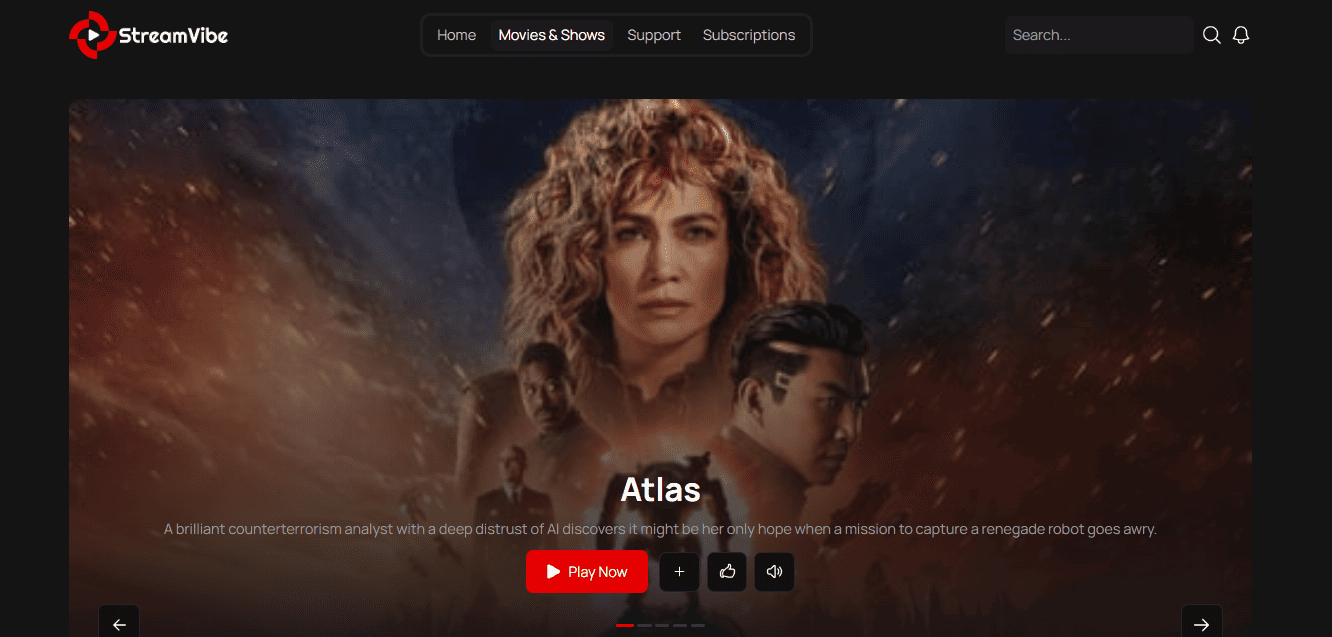 StreamVibe
Home Movies & Shows Support Subscriptions
Search...
Atlas
A brilliant counterterrorism analyst with a deep distrust of AI discovers it might be her only hope when a mission to capture a renegade robot goes awry.
Play Now